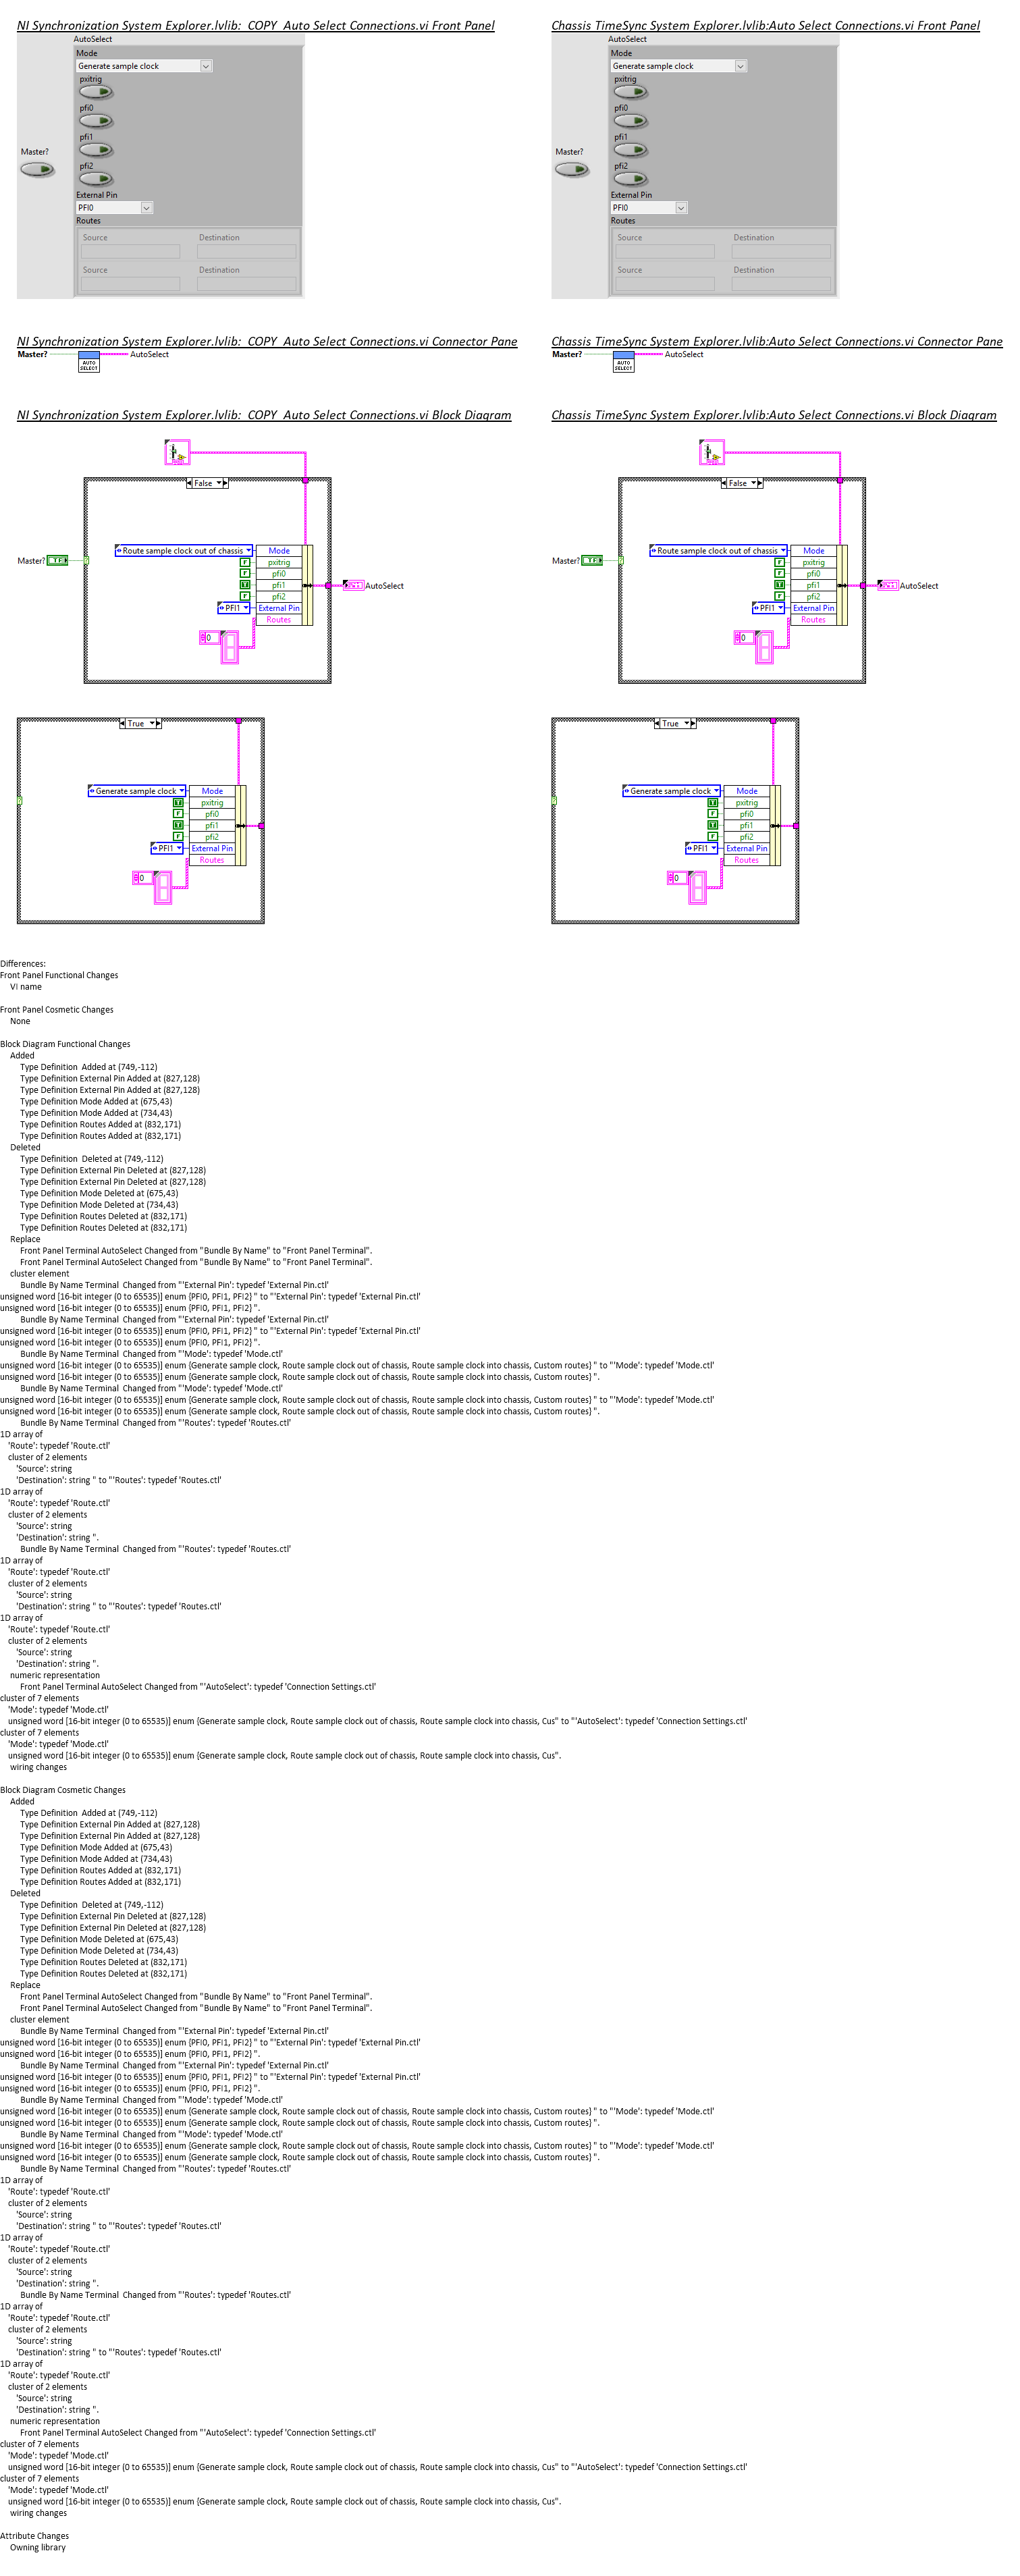 NI Synchronization System Explorer.lvlib:_COPY_Auto Select Connections.vi Front Panel
AutoSelect
Mode
Generate sample clock
pxitrig
pfi0
pfi1
Master?
pfi2
External Pin
PFI0
Routes
Source Destination
Source Destination
Chassis TimeSync System Explorer.lvlib:Auto Select Connections.vi Front Panel
AutoSelect
Mode
Generate sample clock
pxitrig
pfi0
pfi1
Master?
pfi2
External Pin
PFI0
Routes
Source Destination
Source Destination
NI Synchronization System Explorer.lvlib:_COPY_Auto Select Connections.vi Connector Pane
Master? AutoSelect
AUTO
SELECT
Chassis TimeSync System Explorer.lvlib:Auto Select Connections.vi Connector Pane
Master? AutoSelect
AUTO
SELECT
NI Synchronization System Explorer.lvlib:_COPY_Auto Select Connections.vi Block Diagram
False
Route sample clock out of chassis Mode
Master? TF F pxitrig
F pfi0
T pfi1 AutoSelect
F pfi2
PFI1 External Pin
Routes
0
True
Generate sample clock Mode
T pxitrig
F pfi0
T pfi1
F pfi2
PFI1 External Pin
Routes
0
Chassis TimeSync System Explorer.lvlib:Auto Select Connections.vi Block Diagram
False
Route sample clock out of chassis Mode
Master? TF F pxitrig
F pfi0
T pfi1 AutoSelect
F pfi2
PFI1 External Pin
Routes
0
True
Generate sample clock Mode
T pxitrig
F pfi0
T pfi1
F pfi2
PFI1 External Pin
Routes
0
Differences:
Front Panel Functional Changes
VI name
Front Panel Cosmetic Changes
None
Block Diagram Functional Changes
Added
Type Definition  Added at (749,-112)
Type Definition External Pin Added at (827,128)
Type Definition External Pin Added at (827,128)
Type Definition Mode Added at (675,43)
Type Definition Mode Added at (734,43)
Type Definition Routes Added at (832,171)
Type Definition Routes Added at (832,171)
Deleted
Type Definition  Deleted at (749,-112)
Type Definition External Pin Deleted at (827,128)
Type Definition External Pin Deleted at (827,128)
Type Definition Mode Deleted at (675,43)
Type Definition Mode Deleted at (734,43)
Type Definition Routes Deleted at (832,171)
Type Definition Routes Deleted at (832,171)
Replace
Front Panel Terminal AutoSelect Changed from "Bundle By Name" to "Front Panel Terminal".
Front Panel Terminal AutoSelect Changed from "Bundle By Name" to "Front Panel Terminal".
cluster element
Bundle By Name Terminal  Changed from "'External Pin': typedef 'External Pin.ctl'
unsigned word [16-bit integer (0 to 65535)] enum {PFI0, PFI1, PFI2} " to "'External Pin': typedef 'External Pin.ctl'
unsigned word [16-bit integer (0 to 65535)] enum {PFI0, PFI1, PFI2} ".
Bundle By Name Terminal  Changed from "'External Pin': typedef 'External Pin.ctl'
unsigned word [16-bit integer (0 to 65535)] enum {PFI0, PFI1, PFI2} " to "'External Pin': typedef 'External Pin.ctl'
unsigned word [16-bit integer (0 to 65535)] enum {PFI0, PFI1, PFI2} ".
Bundle By Name Terminal  Changed from "'Mode': typedef 'Mode.ctl'
unsigned word [16-bit integer (0 to 65535)] enum {Generate sample clock, Route sample clock out of chassis, Route sample clock into chassis, Custom routes} " to "'Mode': typedef 'Mode.ctl'
unsigned word [16-bit integer (0 to 65535)] enum {Generate sample clock, Route sample clock out of chassis, Route sample clock into chassis, Custom routes} ".
Bundle By Name Terminal  Changed from "'Mode': typedef 'Mode.ctl'
unsigned word [16-bit integer (0 to 65535)] enum {Generate sample clock, Route sample clock out of chassis, Route sample clock into chassis, Custom routes} " to "'Mode': typedef 'Mode.ctl'
unsigned word [16-bit integer (0 to 65535)] enum {Generate sample clock, Route sample clock out of chassis, Route sample clock into chassis, Custom routes} ".
Bundle By Name Terminal  Changed from "'Routes': typedef 'Routes.ctl'
1D array of
'Route': typedef 'Route.ctl'
cluster of 2 elements
'Source': string
'Destination': string " to "'Routes': typedef 'Routes.ctl'
1D array of
'Route': typedef 'Route.ctl'
cluster of 2 elements
'Source': string
'Destination': string ".
Bundle By Name Terminal  Changed from "'Routes': typedef 'Routes.ctl'
1D array of
'Route': typedef 'Route.ctl'
cluster of 2 elements
'Source': string
'Destination': string " to "'Routes': typedef 'Routes.ctl'
1D array of
'Route': typedef 'Route.ctl'
cluster of 2 elements
'Source': string
'Destination': string ".
numeric representation
Front Panel Terminal AutoSelect Changed from "'AutoSelect': typedef 'Connection Settings.ctl'
cluster of 7 elements
'Mode': typedef 'Mode.ctl'
unsigned word [16-bit integer (0 to 65535)] enum {Generate sample clock, Route sample clock out of chassis, Route sample clock into chassis, Cus" to "'AutoSelect': typedef 'Connection Settings.ctl'
cluster of 7 elements
'Mode': typedef 'Mode.ctl'
unsigned word [16-bit integer (0 to 65535)] enum {Generate sample clock, Route sample clock out of chassis, Route sample clock into chassis, Cus".
wiring changes
Block Diagram Cosmetic Changes
Added
Type Definition  Added at (749,-112)
Type Definition External Pin Added at (827,128)
Type Definition External Pin Added at (827,128)
Type Definition Mode Added at (675,43)
Type Definition Mode Added at (734,43)
Type Definition Routes Added at (832,171)
Type Definition Routes Added at (832,171)
Deleted
Type Definition  Deleted at (749,-112)
Type Definition External Pin Deleted at (827,128)
Type Definition External Pin Deleted at (827,128)
Type Definition Mode Deleted at (675,43)
Type Definition Mode Deleted at (734,43)
Type Definition Routes Deleted at (832,171)
Type Definition Routes Deleted at (832,171)
Replace
Front Panel Terminal AutoSelect Changed from "Bundle By Name" to "Front Panel Terminal".
Front Panel Terminal AutoSelect Changed from "Bundle By Name" to "Front Panel Terminal".
cluster element
Bundle By Name Terminal  Changed from "'External Pin': typedef 'External Pin.ctl'
unsigned word [16-bit integer (0 to 65535)] enum {PFI0, PFI1, PFI2} " to "'External Pin': typedef 'External Pin.ctl'
unsigned word [16-bit integer (0 to 65535)] enum {PFI0, PFI1, PFI2} ".
Bundle By Name Terminal  Changed from "'External Pin': typedef 'External Pin.ctl'
unsigned word [16-bit integer (0 to 65535)] enum {PFI0, PFI1, PFI2} " to "'External Pin': typedef 'External Pin.ctl'
unsigned word [16-bit integer (0 to 65535)] enum {PFI0, PFI1, PFI2} ".
Bundle By Name Terminal  Changed from "'Mode': typedef 'Mode.ctl'
unsigned word [16-bit integer (0 to 65535)] enum {Generate sample clock, Route sample clock out of chassis, Route sample clock into chassis, Custom routes} " to "'Mode': typedef 'Mode.ctl'
unsigned word [16-bit integer (0 to 65535)] enum {Generate sample clock, Route sample clock out of chassis, Route sample clock into chassis, Custom routes} ".
Bundle By Name Terminal  Changed from "'Mode': typedef 'Mode.ctl'
unsigned word [16-bit integer (0 to 65535)] enum {Generate sample clock, Route sample clock out of chassis, Route sample clock into chassis, Custom routes} " to "'Mode': typedef 'Mode.ctl'
unsigned word [16-bit integer (0 to 65535)] enum {Generate sample clock, Route sample clock out of chassis, Route sample clock into chassis, Custom routes} ".
Bundle By Name Terminal  Changed from "'Routes': typedef 'Routes.ctl'
1D array of
'Route': typedef 'Route.ctl'
cluster of 2 elements
'Source': string
'Destination': string " to "'Routes': typedef 'Routes.ctl'
1D array of
'Route': typedef 'Route.ctl'
cluster of 2 elements
'Source': string
'Destination': string ".
Bundle By Name Terminal  Changed from "'Routes': typedef 'Routes.ctl'
1D array of
'Route': typedef 'Route.ctl'
cluster of 2 elements
'Source': string
'Destination': string " to "'Routes': typedef 'Routes.ctl'
1D array of
'Route': typedef 'Route.ctl'
cluster of 2 elements
'Source': string
'Destination': string ".
numeric representation
Front Panel Terminal AutoSelect Changed from "'AutoSelect': typedef 'Connection Settings.ctl'
cluster of 7 elements
'Mode': typedef 'Mode.ctl'
unsigned word [16-bit integer (0 to 65535)] enum {Generate sample clock, Route sample clock out of chassis, Route sample clock into chassis, Cus" to "'AutoSelect': typedef 'Connection Settings.ctl'
cluster of 7 elements
'Mode': typedef 'Mode.ctl'
unsigned word [16-bit integer (0 to 65535)] enum {Generate sample clock, Route sample clock out of chassis, Route sample clock into chassis, Cus".
wiring changes
Attribute Changes
Owning library